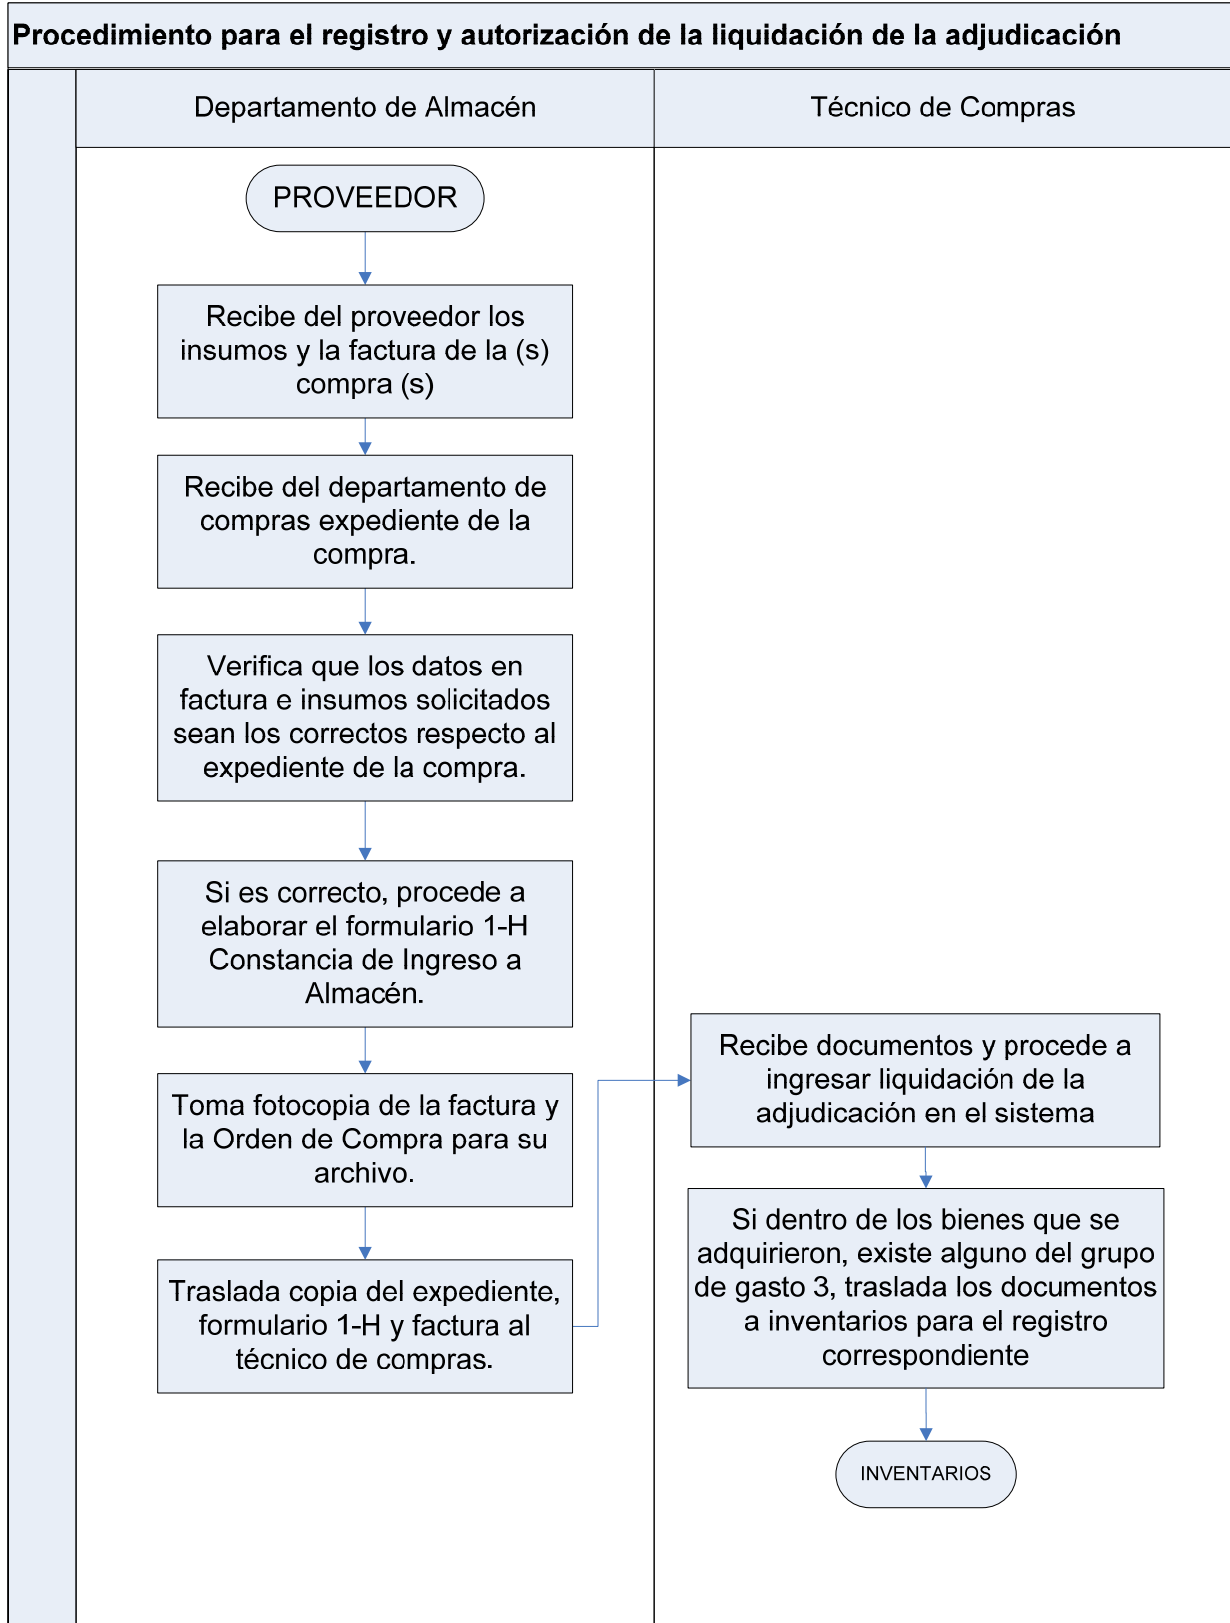 Procedimiento para el registro y autorización de la liquidación de la adjudicación
Departamento de Almacén
Técnico de Compras
PROVEEDOR
Recibe del proveedor los
insumos y la factura de la (s)
compra (s)
Recibe del departamento de
compras expediente de la
compra.
Verifica que los datos en
factura e insumos solicitados
sean los correctos respecto al
expediente de la compra.
Si es correcto, procede a
elaborar el formulario 1-H
Constancia de Ingreso a
Almacén.
Toma fotocopia de la factura y
la Orden de Compra para su
archivo.
Traslada copia del expediente,
formulario 1-H y factura al
técnico de compras.
Recibe documentos y procede a
ingresar liquidación de la
adjudicación en el sistema
Si dentro de los bienes que se
adquirieron, existe alguno del grupo
de gasto 3, traslada los documentos
a inventarios para el registro
correspondiente
INVENTARIOS